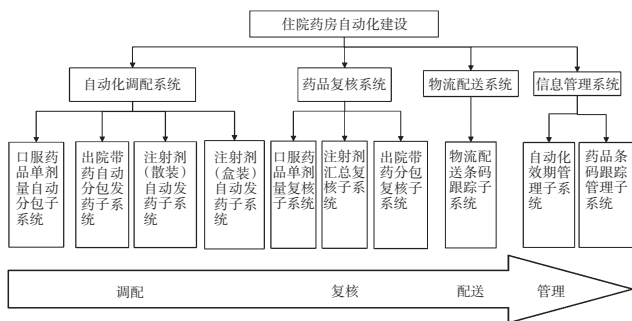 住院药房自动化建设
自动化调配系统
药品复核系统
物流配送系统
信息管理系统
口服药
品单剂
量自动
分包子
系统
出院带
药自动
分包发
药子系
统
注射剂
(散装)
自动发
药子系
统
注射剂
(盒装)
自动发
药子系
统
口服药
品单剂
量复核
子系统
注射剂
汇总复
核子系
统
出院带
药分包
复核子
系统
物流配
送条码
跟踪子
系统
自动化
效期管
理子系
统
药品条
码跟踪
管理子
系统
调配
复核
配送
管理